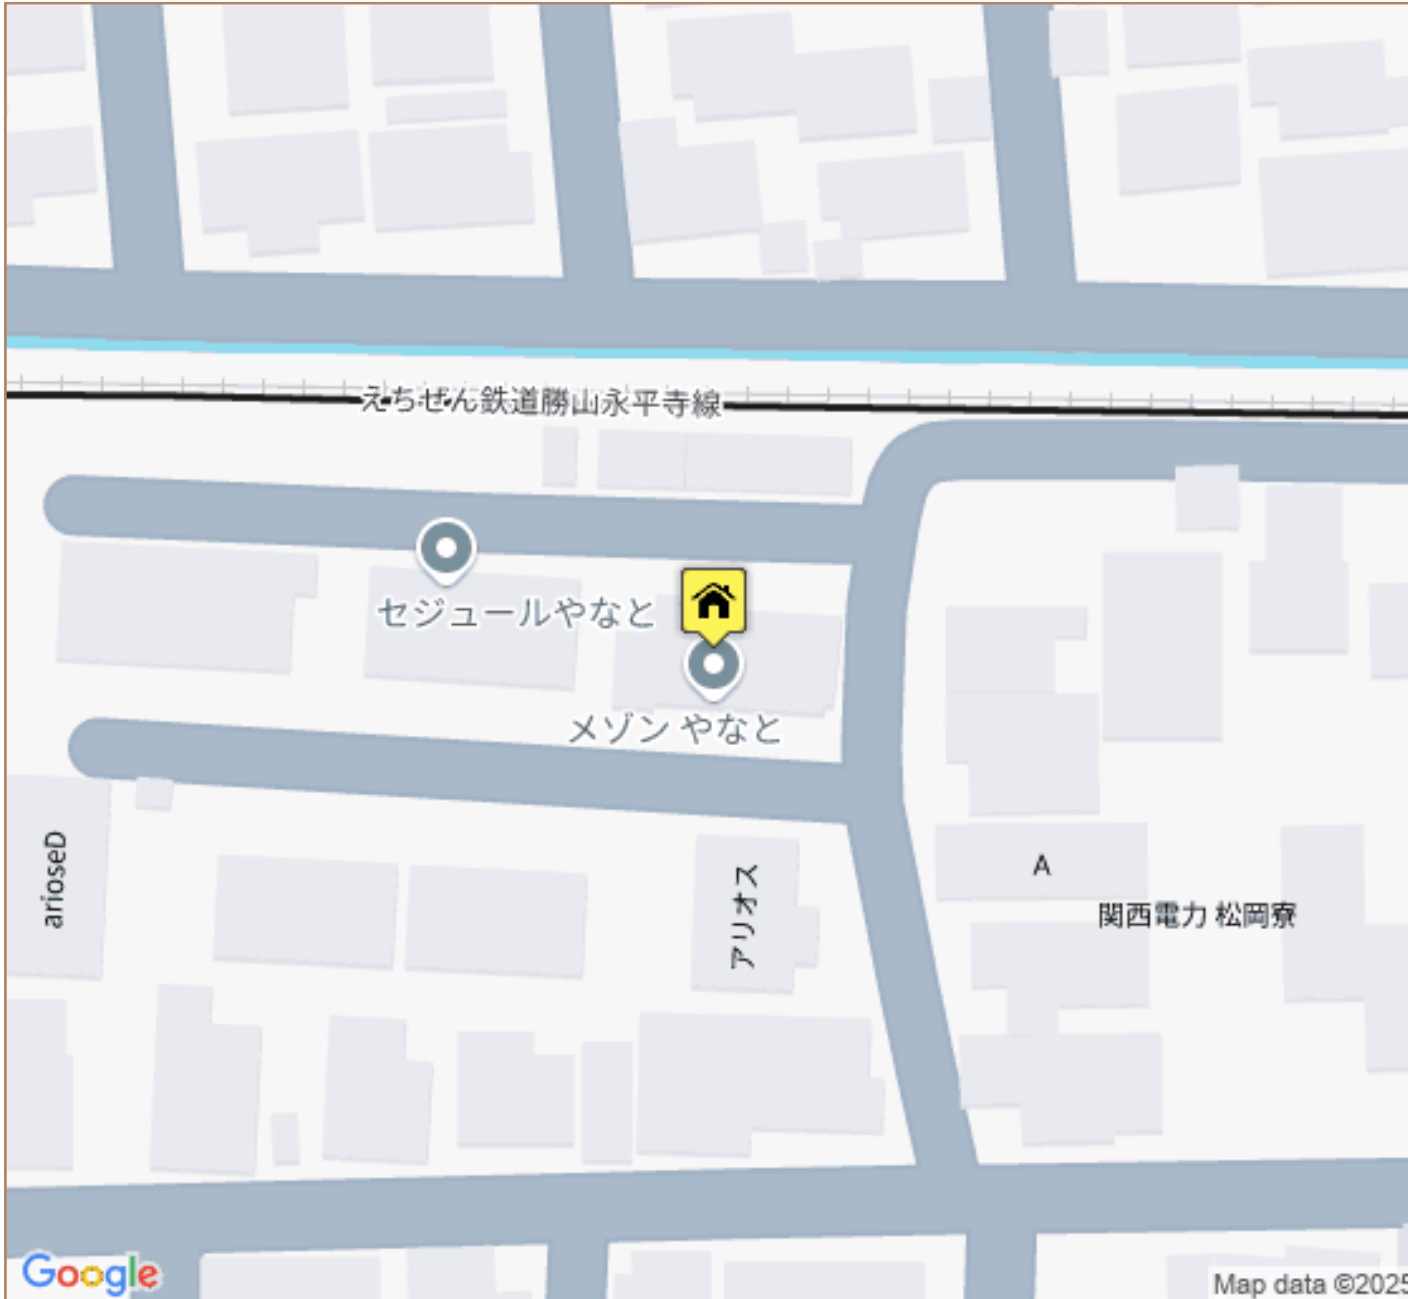 えちぜん鉄道勝山永平寺線
セジュールやなと
メゾン やなと
arioseD
アリオス
A
関西電力 松岡寮
Google
Map data ©2025